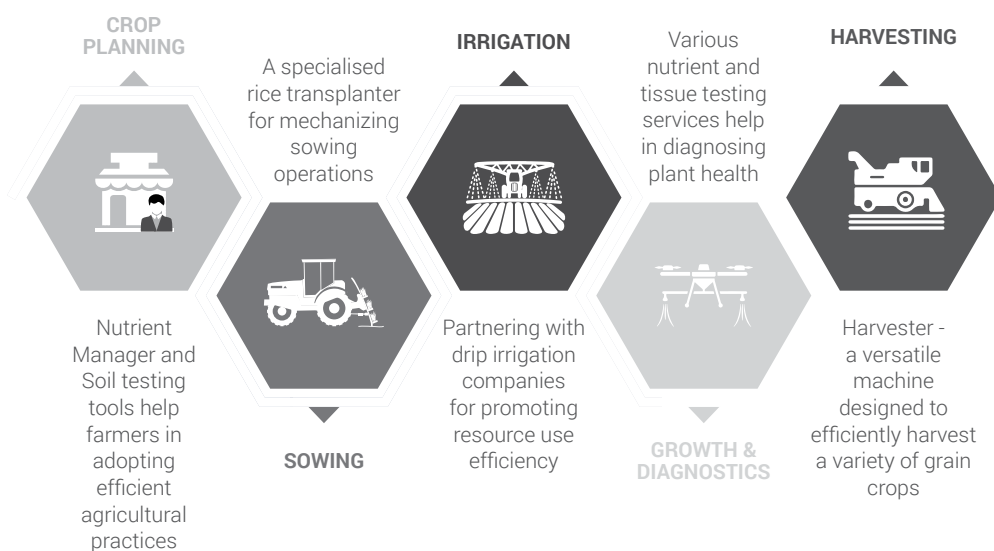 CROP
PLANNING
Nutrient
Manager and
Soil testing
tools help
farmers in
adopting
efficient
agricultural
practices
A specialised
rice transplanter
for mechanizing
sowing
operations
SOWING
IRRIGATION
Partnering with
drip irrigation
companies
for promoting
resource use
efficiency
Various
nutrient and
tissue testing
services help
in diagnosing
plant health
GROWTH &
DIAGNOSTICS
HARVESTING
Harvester -
a versatile
machine
designed to
efficiently harvest
a variety of grain
crops